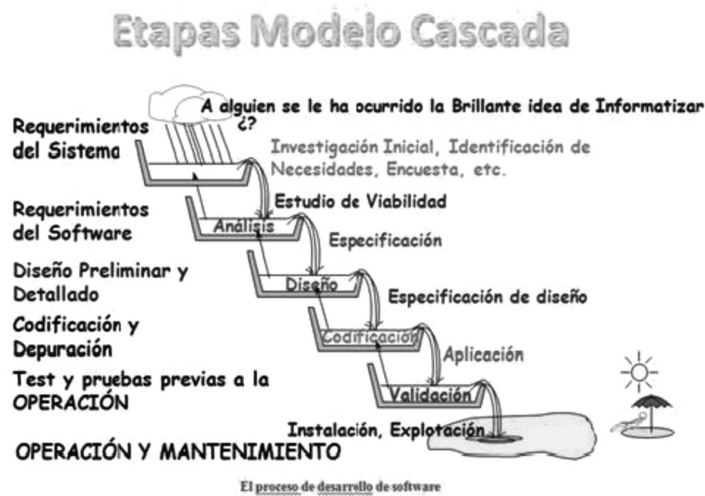 Etapas Modelo Cascada
A alguien se le ha ocurrido la Brillante idea de Informatizar
¿?
Requerimientos
del Sistema
Investigación Inicial, Identificación de
Necesidades, Encuesta, etc.
Estudio de Viabilidad
Requerimientos
del Software
Análisis
Especificación
Diseño Preliminar y
Detallado
Diseño
Especificación de diseño
Codificación y
Depuración
Codificación
Aplicación
Test y pruebas previas a la
OPERACIÓN
Validación
Instalación, Explotación
OPERACIÓN Y MANTENIMIENTO
El proceso de desarrollo de software